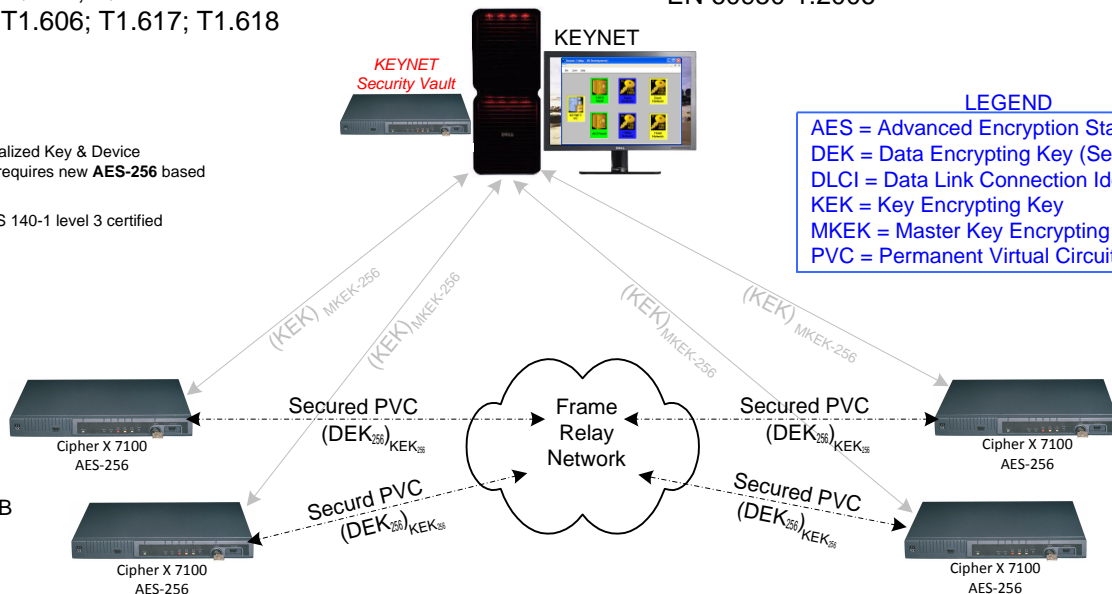 T1.606; T1.617; T1.618
KEYNET
KEYNET
Security Vault
LEGEND
AES = Advanced Encryption Sta
DEK = Data Encrypting Key (Se
DLCI = Data Link Connection Id
KEK = Key Encrypting Key
MKEK = Master Key Encrypting
PVC = Permanent Virtual Circuit
alized Key & Device
requires new AES-256 based
S 140-1 level 3 certified
(KEK) MKEK-256
(KEK) MKEK-256
(KEK) MKEK-256
(KEK) MKEK-256
Secured PVC
(DEK256)KEK256
Frame
Relay
Network
Secured PVC
(DEK256)KEK256
Cipher X 7100
AES-256
Cipher X 7100
AES-256
Securd PVC
(DEK256)KEK256
Secured PVC
(DEK256)KEK256
B
Cipher X 7100
AES-256
Cipher X 7100
AES-256